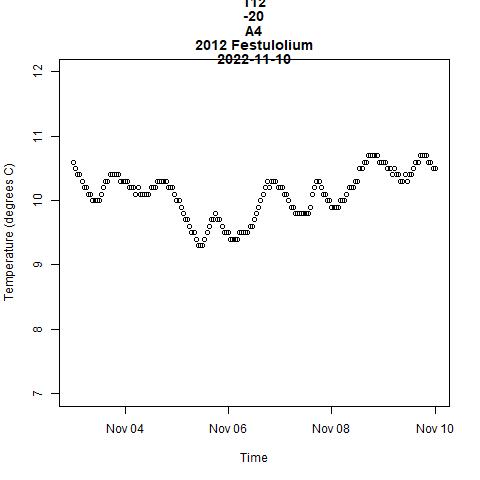 T12
-20
A4
2012 Festulolium
2022-11-10
12
11
10
9
8
7
Temperature (degrees C)
Nov 04
Nov 06
Nov 08
Nov 10
Time